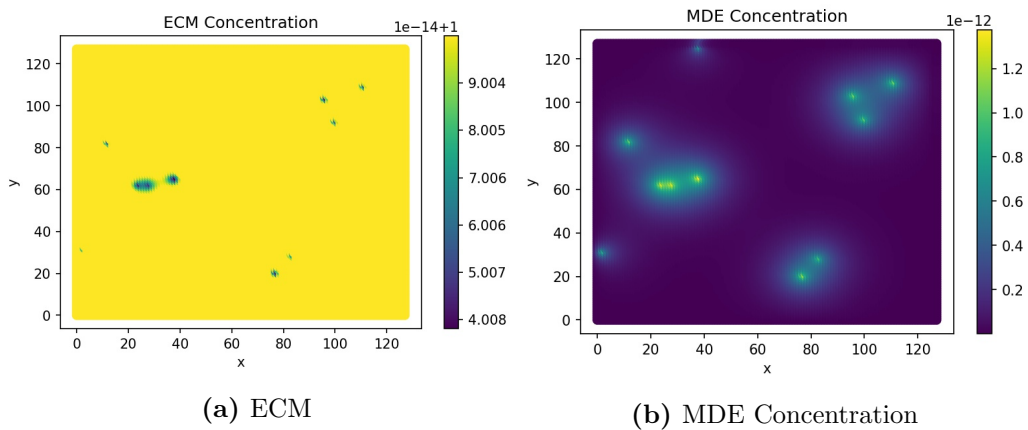 ECM Concentration
1e−14+1
9.004
8.005
7.006
6.006
5.007
4.008
120
100
80
60
40
20
0
y
0 20 40 60 80 100 120
x
(a) ECM
MDE Concentration
1e−12
1.2
1.0
0.8
0.6
0.4
0.2
120
100
80
60
40
20
0
y
0 20 40 60 80 100 120
x
(b) MDE Concentration